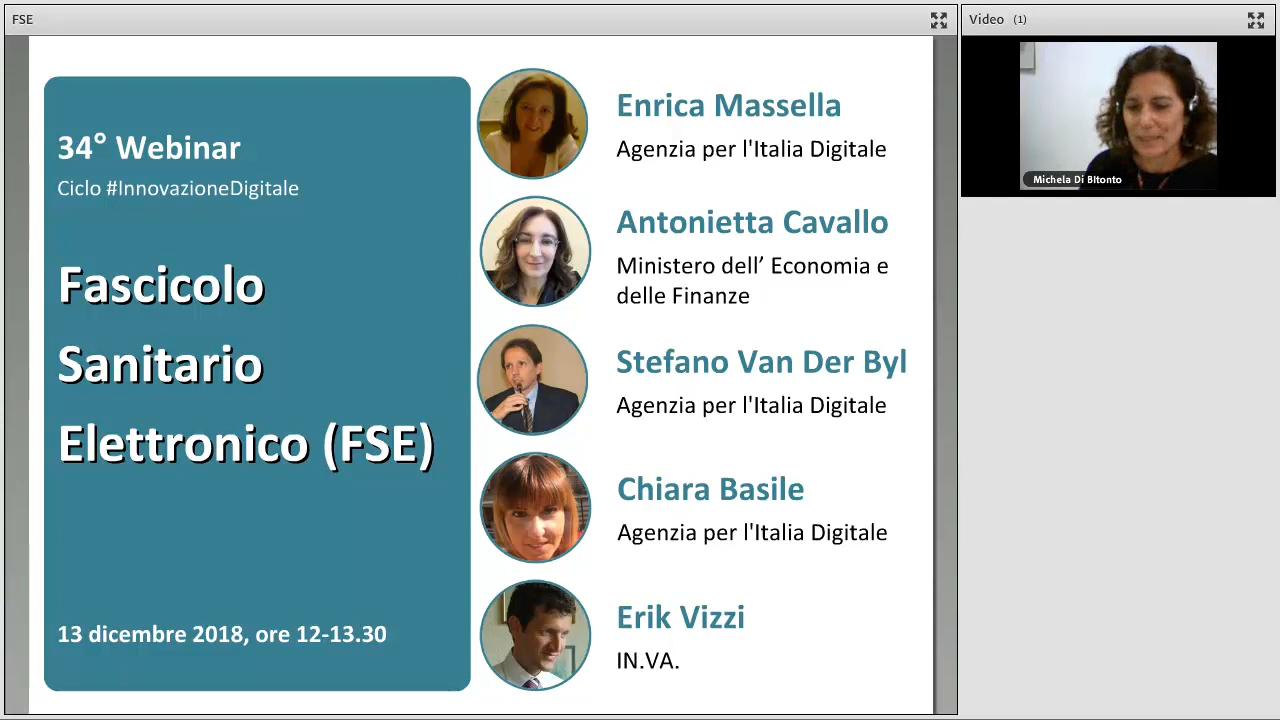 FSE
34° Webinar
Ciclo #InnovazioneDigitale
Fascicolo
Sanitario
Elettronico (FSE)
13 dicembre 2018, ore 12-13.30
Enrica Massella
Agenzia per l'Italia Digitale
Antonietta Cavallo
Ministero dell’ Economia e
delle Finanze
Stefano Van Der Byl
Agenzia per l'Italia Digitale
Chiara Basile
Agenzia per l'Italia Digitale
Erik Vizzi
IN.VA.
Video (1)
Michela Di BItonto